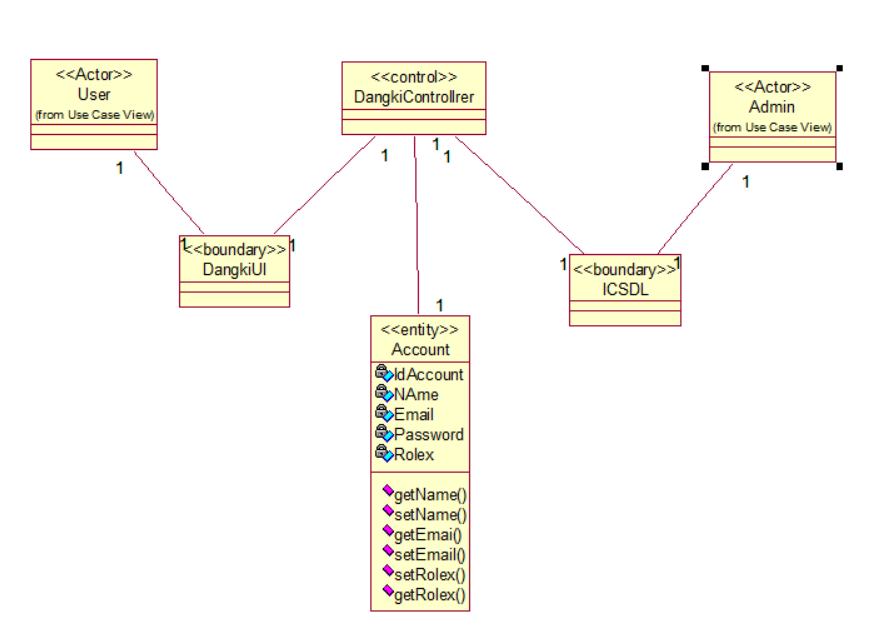 <<Actor>>
User
(from Use Case View)
<<control>>
DangkiControllrer
<<Actor>>
Admin
(from Use Case View)
1
1
1
1
1
1
<<boundary>>
1
DangkiUI
1
<<boundary>>
1
ICSDL
1
<<entity>>
Account
IdAccount
NAme
Email
Password
Rolex
getName()
setName()
getEmai()
setEmail()
setRolex()
getRolex()